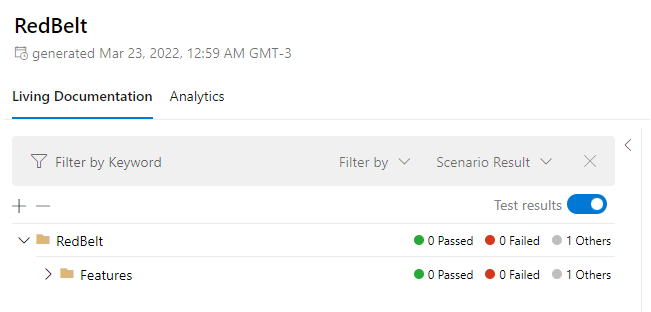 RedBelt
generated Mar 23, 2022, 12:59 AM GMT-3
Living Documentation Analytics
Filter by Keyword Filter by Scenario Result
Test results
RedBelt 0 Passed 0 Failed 1 Others
Features 0 Passed 0 Failed 1 Others